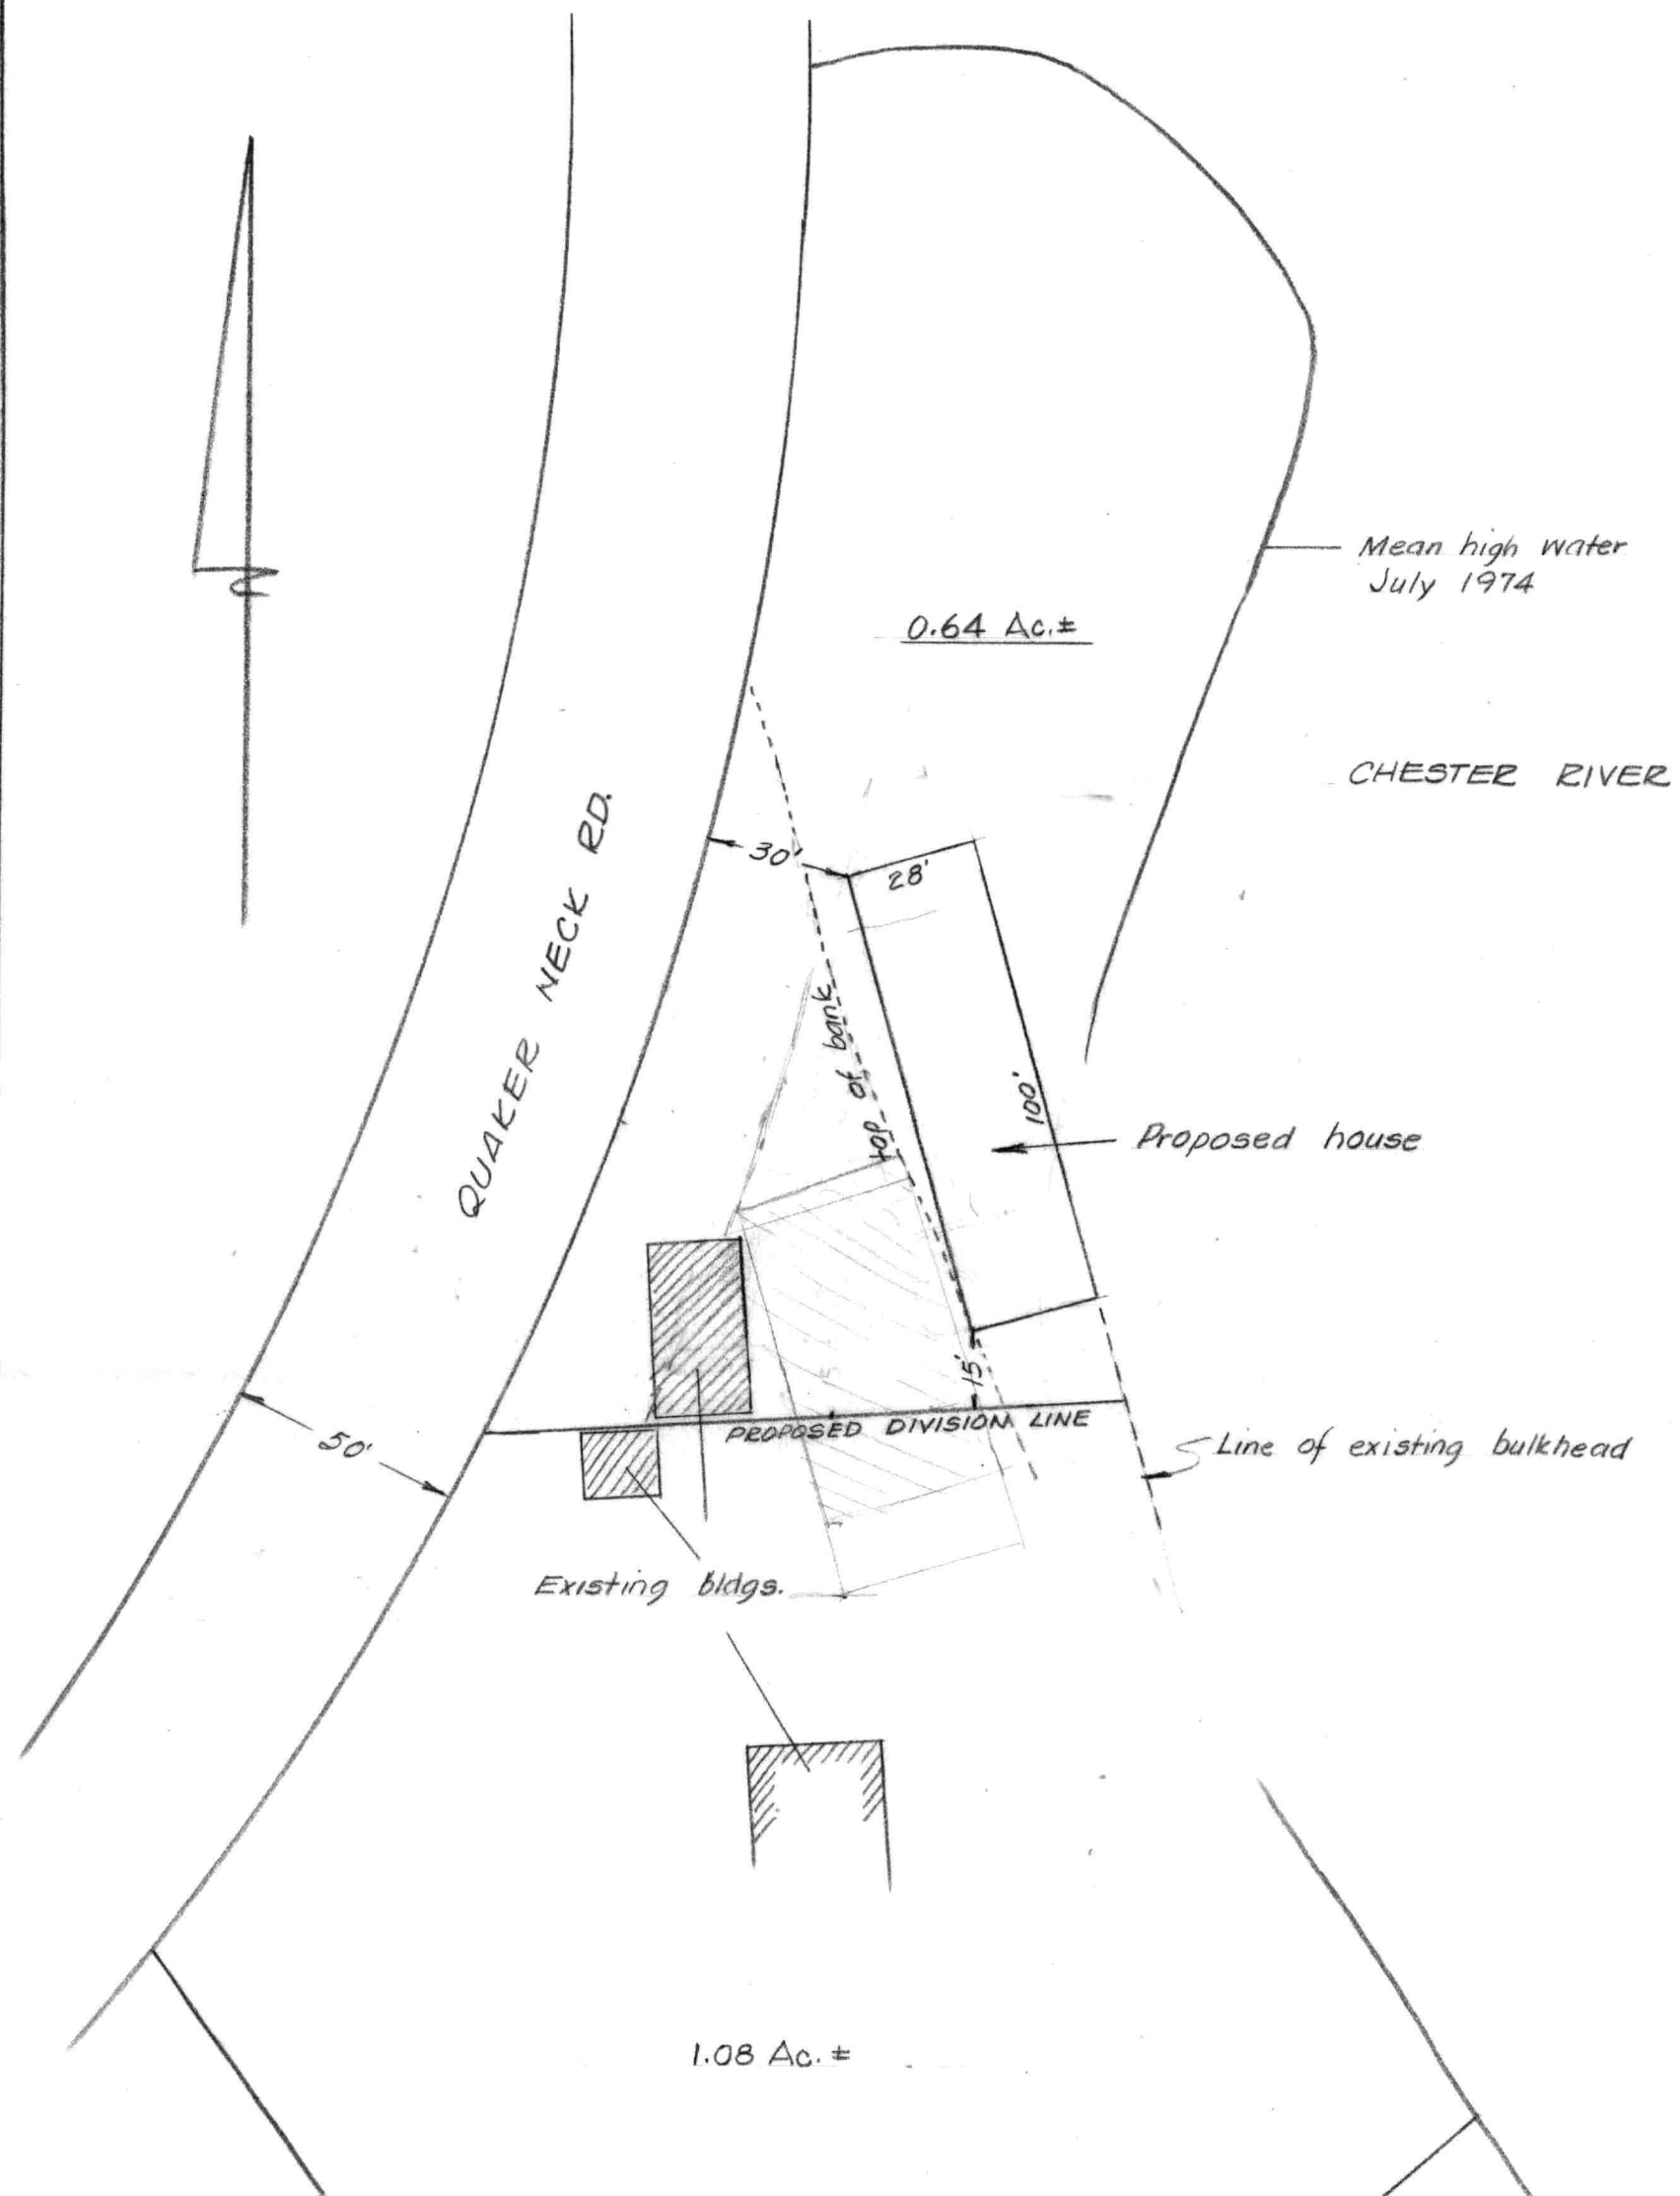 Mean high water
July 1974
0.64 Ac.±
CHESTER RIVER
QUAKER NECK RD.
30'
28'
top of bank
100'
Proposed house
15'
PROPOSED DIVISION LINE
50'
Line of existing bulkhead
Existing bldgs.
1.08 Ac. ±